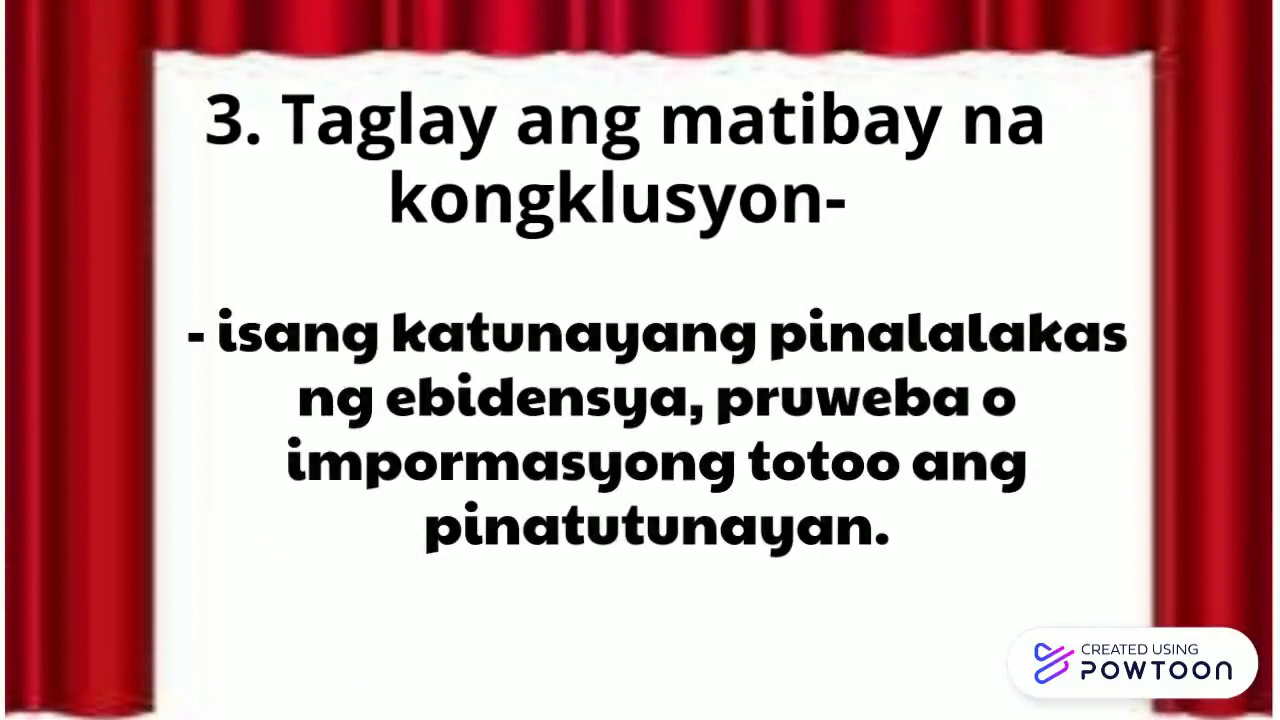 3. Taglay ang matibay na
kongklusyon-
- isang katunayang pinalalakas
ng ebidensya, pruweba o
impormasyong totoo ang
pinatutunayan.
CREATED USING
POWTOON